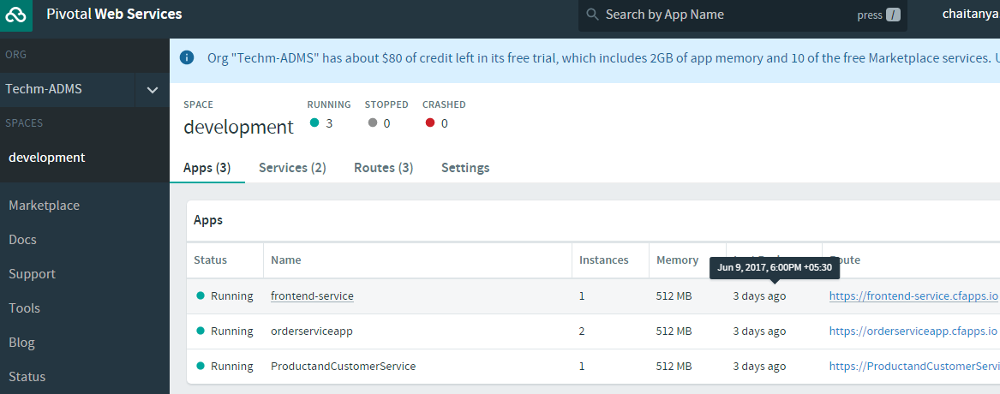 Pivotal Web Services
Search by App Name press /
chaitanya
ORG
Techm-ADMS
SPACES
development
Marketplace
Docs
Support
Tools
Blog
Status
Org "Techm-ADMS" has about $80 of credit left in its free trial, which includes 2GB of app memory and 10 of the free Marketplace services. U
SPACE RUNNING STOPPED CRASHED
development 3 0 0
Apps (3) Services (2) Routes (3) Settings
Apps
Status Name Instances Memory
Jun 9, 2017, 6:00PM +05:30
Running frontend-service 1 512 MB 3 days ago https://frontend-service.cfapps.io
Running orderserviceapp 2 512 MB 3 days ago https://orderserviceapp.cfapps.io
Running ProductandCustomerService 1 512 MB 3 days ago https://ProductandCustomerServi